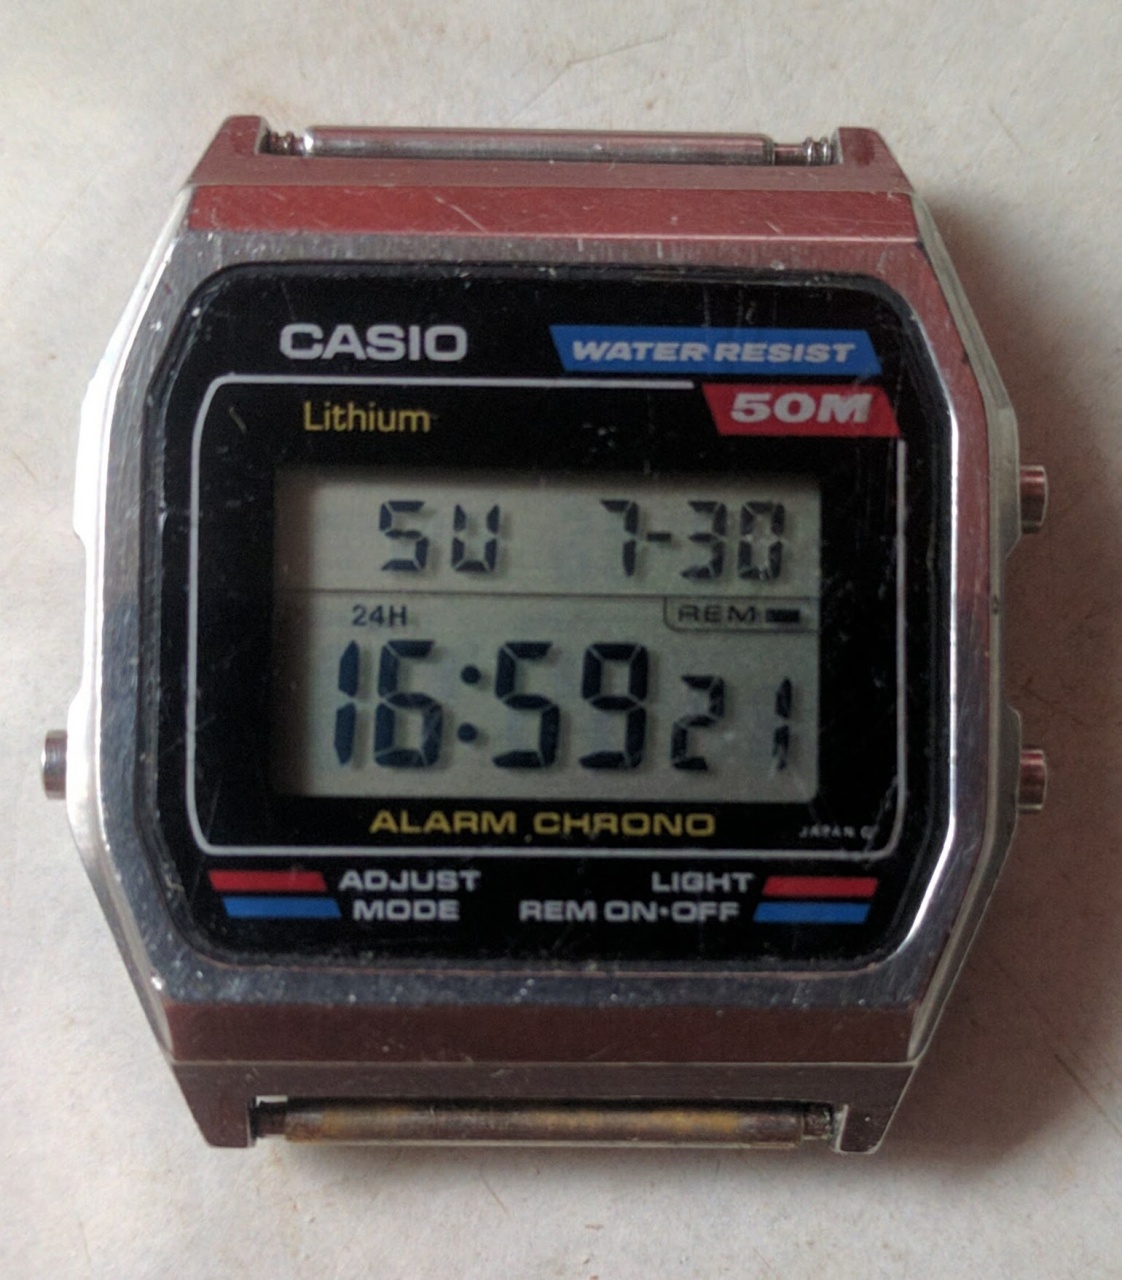 CASIO
WATER RESIST
50M
Lithium
SU 7-30
24H REM
16:59 21
ALARM CHRONO
JAPAN
ADJUST LIGHT
MODE REM ON•OFF